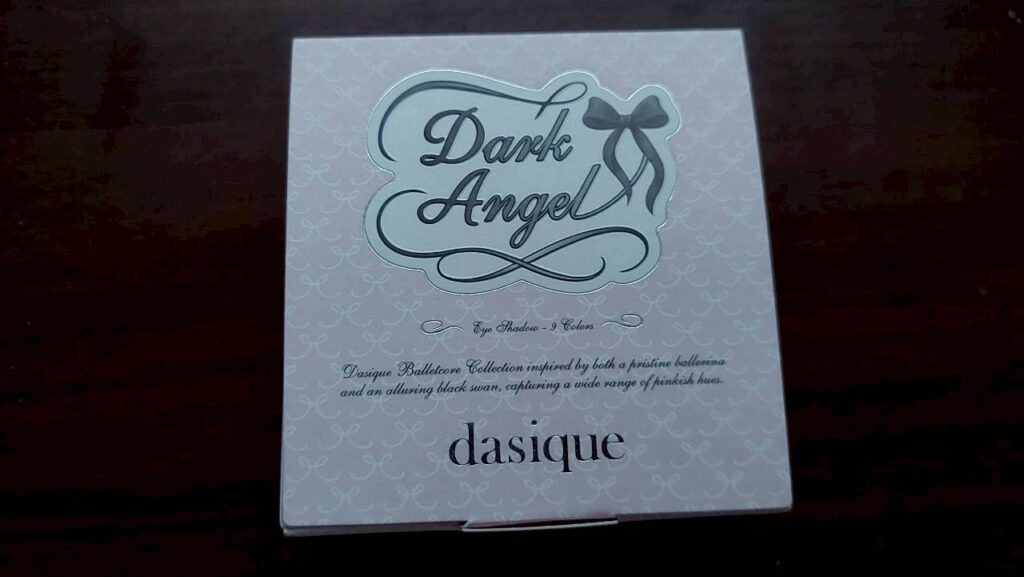 Dark
Angel
Eye Shadow - 9 Colors
Dasique Balletcore Collection inspired by both a pristine ballerina
and an alluring black swan, capturing a wide range of pinkish hues.
dasique